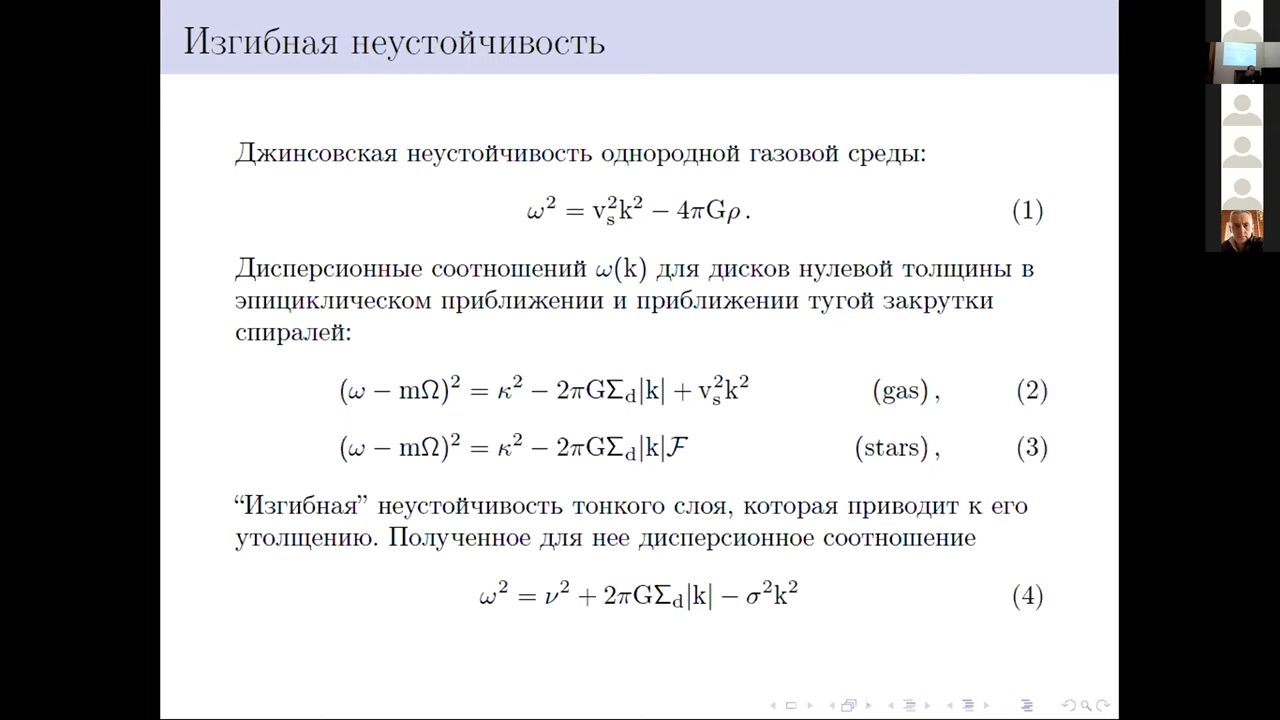 Изгибная неустойчивость
Джинсовская неустойчивость однородной газовой среды:
ω² = v_s²k² − 4πGρ. (1)
Дисперсионные соотношений ω(k) для дисков нулевой толщины в
эпициклическом приближении и приближении тугой закрутки
спиралей:
(ω − mΩ)² = κ² − 2πGΣ_d|k| + v_s²k² (gas), (2)
(ω − mΩ)² = κ² − 2πGΣ_d|k|ℱ (stars), (3)
“Изгибная” неустойчивость тонкого слоя, которая приводит к его
утолщению. Полученное для нее дисперсионное соотношение
ω² = ν² + 2πGΣ_d|k| − σ²k² (4)